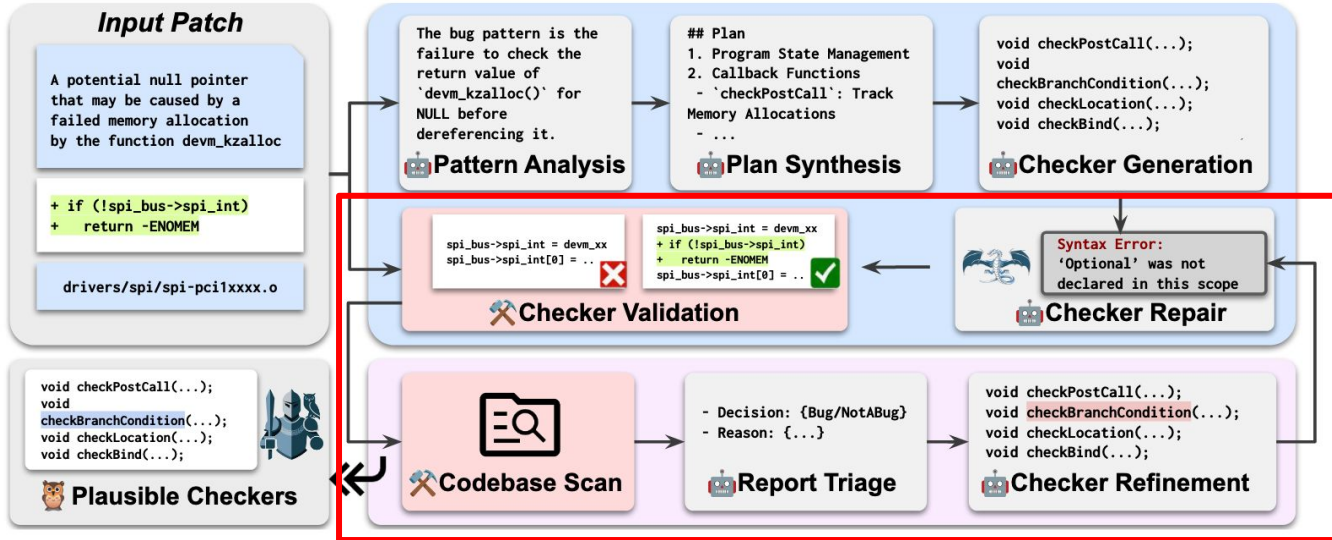 Input Patch
A potential null pointer
that may be caused by a
failed memory allocation
by the function devm_kzalloc
+ if (!spi_bus->spi_int)
+   return -ENOMEM
drivers/spi/spi-pci1xxxx.o
The bug pattern is the
failure to check the
return value of
`devm_kzalloc()` for
NULL before
dereferencing it.
Pattern Analysis
## Plan
1. Program State Management
2. Callback Functions
- `checkPostCall`: Track
Memory Allocations
- ...
Plan Synthesis
void checkPostCall(...);
void
checkBranchCondition(...);
void checkLocation(...);
void checkBind(...);
Checker Generation
spi_bus->spi_int = devm_xx
spi_bus->spi_int[0] = ..
spi_bus->spi_int = devm_xx
+ if (!spi_bus->spi_int)
+   return -ENOMEM
spi_bus->spi_int[0] = ..
Checker Validation
Syntax Error:
‘Optional’ was not
declared in this scope
Checker Repair
void checkPostCall(...);
void
checkBranchCondition(...);
void checkLocation(...);
void checkBind(...);
Plausible Checkers
Codebase Scan
- Decision: {Bug/NotABug}
- Reason: {...}
Report Triage
void checkPostCall(...);
void checkBranchCondition(...);
void checkLocation(...);
void checkBind(...);
Checker Refinement